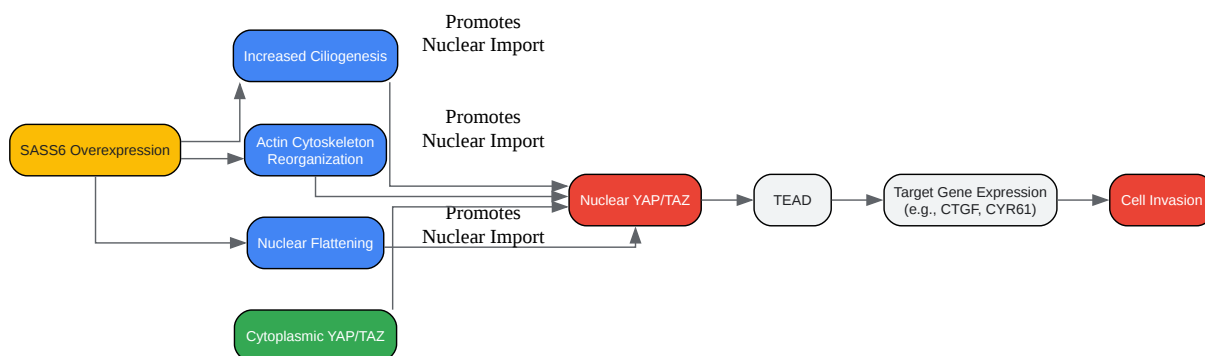 Promotes
Nuclear Import
Increased Ciliogenesis
Promotes
Nuclear Import
Actin Cytoskeleton
Reorganization
SASS6 Overexpression
Nuclear YAP/TAZ
TEAD
Target Gene Expression
(e.g., CTGF, CYR61)
Cell Invasion
Promotes
Nuclear Import
Nuclear Flattening
Cytoplasmic YAP/TAZ